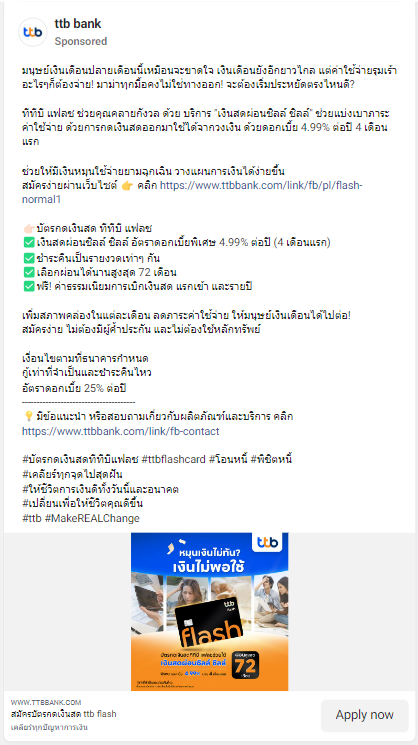 ttb
ttb bank
Sponsored
มนุษย์เงินเดือนปลายเดือนนี้เหมือนจะขาดใจ เงินเดือนยังอีกยาวไกล แต่ค่าใช้จ่ายรุมเร้า
อะไรๆก็ต้องจ่าย! มาม่าทุกมื้อคงไม่ใช่ทางออก! จะต้องเริ่มประหยัดตรงไหนดี?
ทีทีบี แฟลช ช่วยคุณคลายกังวล ด้วย บริการ "เงินสดผ่อนชิลล์ ชิลล์" ช่วยแบ่งเบาภาระ
ค่าใช้จ่าย ด้วยการกดเงินสดออกมาใช้ได้จากวงเงิน ด้วยดอกเบี้ย 4.99% ต่อปี 4 เดือน
แรก
ช่วยให้มีเงินหมุนใช้จ่ายยามฉุกเฉิน วางแผนการเงินได้ง่ายขึ้น
สมัครง่ายผ่านเว็บไซต์ 👉 คลิก https://www.ttbbank.com/link/fb/pl/flash-
normal1
👉🏻บัตรกดเงินสด ทีทีบี แฟลช
✅เงินสดผ่อนชิลล์ ชิลล์ อัตราดอกเบี้ยพิเศษ 4.99% ต่อปี (4 เดือนแรก)
✅ชำระคืนเป็นรายงวดเท่าๆ กัน
✅เลือกผ่อนได้นานสูงสุด 72 เดือน
✅ฟรี! ค่าธรรมเนียมการเบิกเงินสด แรกเข้า และรายปี
เพิ่มสภาพคล่องในแต่ละเดือน ลดภาระค่าใช้จ่าย ให้มนุษย์เงินเดือนได้ไปต่อ!
สมัครง่าย ไม่ต้องมีผู้ค้ำประกัน และไม่ต้องใช้หลักทรัพย์
เงื่อนไขตามที่ธนาคารกำหนด
กู้เท่าที่จำเป็นและชำระคืนไหว
อัตราดอกเบี้ย 25% ต่อปี
--------------------------------------
💡มีข้อแนะนำ หรือสอบถามเกี่ยวกับผลิตภัณฑ์และบริการ คลิก
https://www.ttbbank.com/link/fb-contact
#บัตรกดเงินสดทีทีบีแฟลช #ttbflashcard #โอนหนี้ #พิชิตหนี้
#เคลียร์ทุกจุดไปสุดฝัน
#ให้ชีวิตการเงินดีทั้งวันนี้และอนาคต
#เปลี่ยนเพื่อให้ชีวิตคุณดีขึ้น
#ttb #MakeREALChange
ttb
หมุนเงินไม่ทัน?
เงินไม่พอใช้
ttb
flash
บัตรกดเงินสด ทีทีบี แฟลช
เงินสดผ่อนชิลล์ ชิลล์
72
WWW.TTBBANK.COM
สมัครบัตรกดเงินสด ttb flash
เคลียร์ทุกปัญหาการเงิน
Apply now